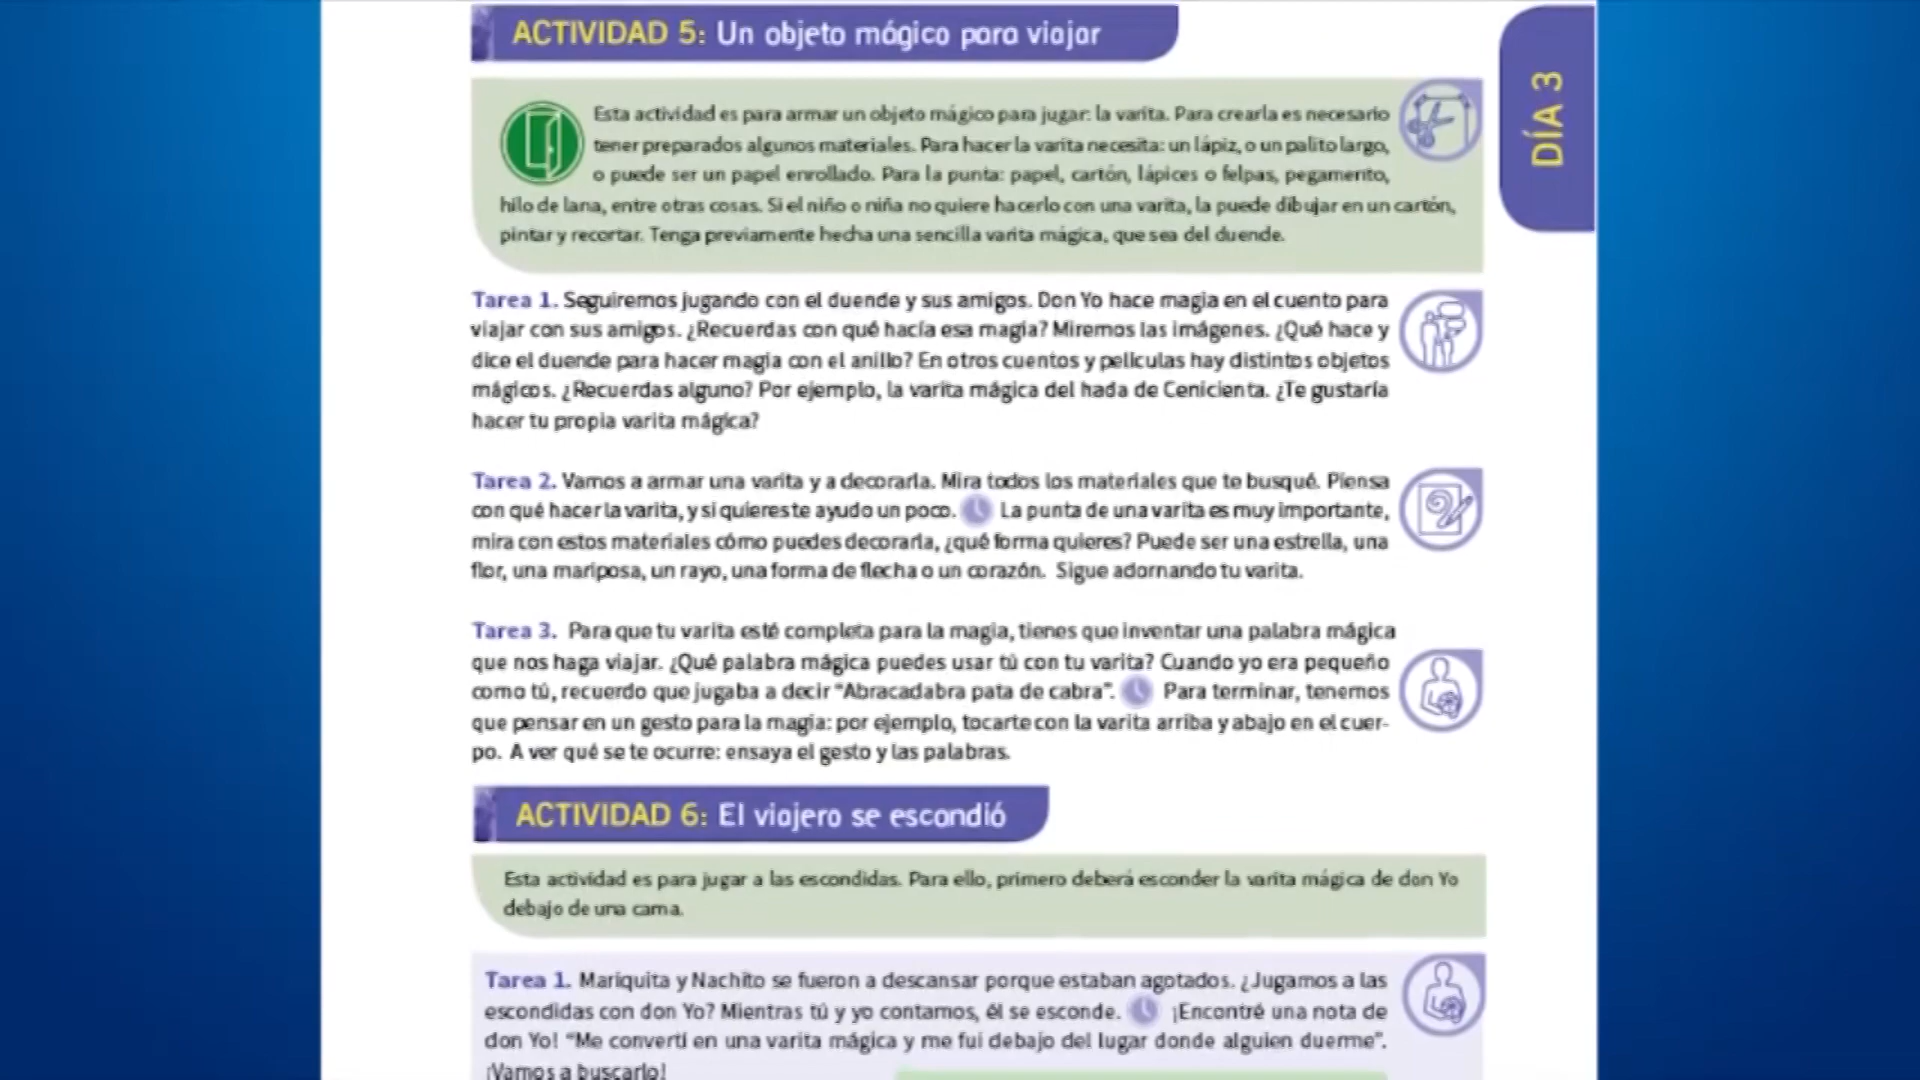 ACTIVIDAD 5: Un objeto mágico para viajar
DÍA 3
Esta actividad es para armar un objeto mágico para jugar: la varita. Para crearla es necesario
tener preparados algunos materiales. Para hacer la varita necesita: un lápiz, o un palito largo,
o puede ser un papel enrollado. Para la punta: papel, cartón, lápices o felpas, pegamento,
hilo de lana, entre otras cosas. Si el niño o niña no quiere hacerlo con una varita, la puede dibujar en un cartón,
pintar y recortar. Tenga previamente hecha una sencilla varita mágica, que sea del duende.
Tarea 1. Seguiremos jugando con el duende y sus amigos. Don Yo hace magia en el cuento para
viajar con sus amigos. ¿Recuerdas con qué hacía esa magia? Miremos las imágenes. ¿Qué hace y
dice el duende para hacer magia con el anillo? En otros cuentos y películas hay distintos objetos
mágicos. ¿Recuerdas alguno? Por ejemplo, la varita mágica del hada de Cenicienta. ¿Te gustaría
hacer tu propia varita mágica?
Tarea 2. Vamos a armar una varita y a decorarla. Mira todos los materiales que te busqué. Piensa
con qué hacer la varita, y si quieres te ayudo un poco. La punta de una varita es muy importante,
mira con estos materiales cómo puedes decorarla, ¿qué forma quieres? Puede ser una estrella, una
flor, una mariposa, un rayo, una forma de flecha o un corazón. Sigue adornando tu varita.
Tarea 3. Para que tu varita esté completa para la magia, tienes que inventar una palabra mágica
que nos haga viajar. ¿Qué palabra mágica puedes usar tú con tu varita? Cuando yo era pequeño
como tú, recuerdo que jugaba a decir "Abracadabra pata de cabra". Para terminar, tenemos
que pensar en un gesto para la magia: por ejemplo, tocarte con la varita arriba y abajo en el cuer-
po. A ver qué se te ocurre: ensaya el gesto y las palabras.
ACTIVIDAD 6: El viajero se escondió
Esta actividad es para jugar a las escondidas. Para ello, primero deberá esconder la varita mágica de don Yo
debajo de una cama.
Tarea 1. Mariquita y Nachito se fueron a descansar porque estaban agotados. ¿Jugamos a las
escondidas con don Yo? Mientras tú y yo contamos, él se esconde. ¡Encontré una nota de
don Yo! "Me convertí en una varita mágica y me fui debajo del lugar donde alguien duerme".
¡Vamos a buscarlo!